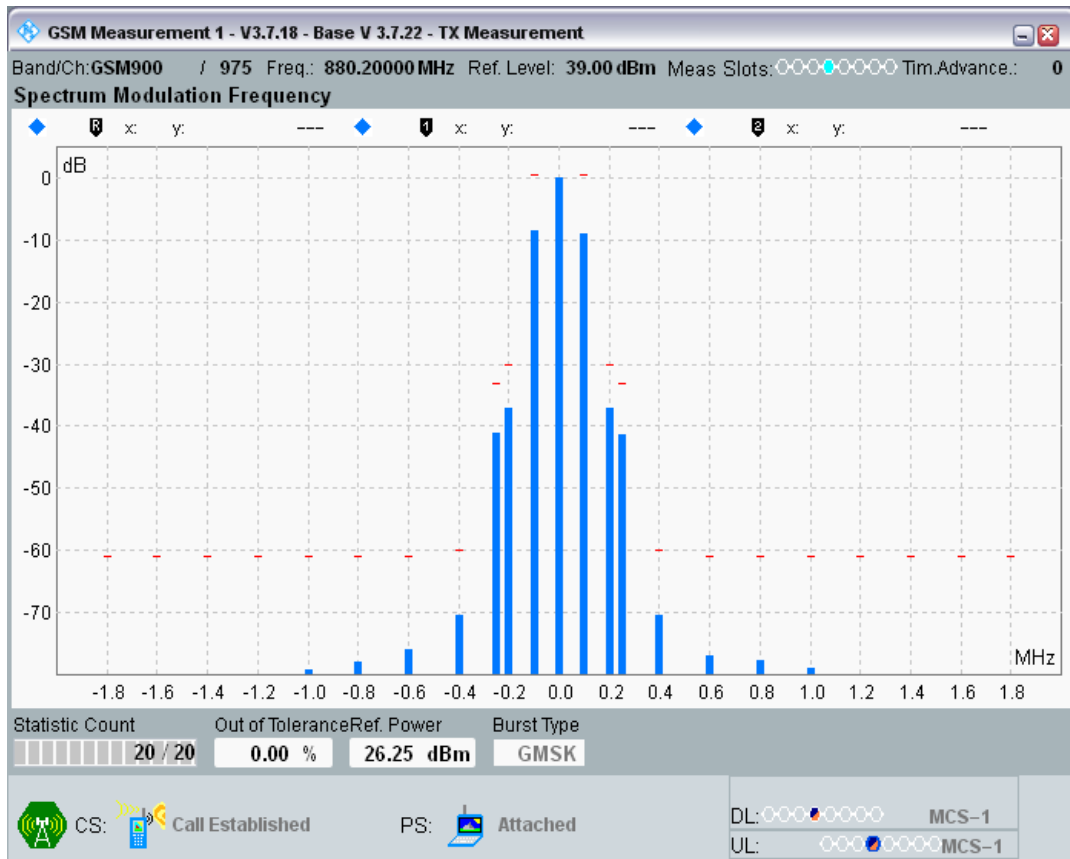 GSM Measurement 1 - V3.7.18 - Base V 3.7.22 - TX Measurement
Band/Ch:GSM900 / 975 Freq.: 880.20000 MHz Ref. Level: 39.00 dBm Meas Slots: Tim.Advance.: 0
Spectrum Modulation Frequency
R x: y: --- 1 x: y: --- 2 x: y: ---
dB
0
-10
-20
-30
-40
-50
-60
-70
MHz
-1.8 -1.6 -1.4 -1.2 -1.0 -0.8 -0.6 -0.4 -0.2 0.0 0.2 0.4 0.6 0.8 1.0 1.2 1.4 1.6 1.8
Statistic Count Out of Tolerance Ref. Power Burst Type
20 / 20 0.00 % 26.25 dBm GMSK
CS: Call Established PS: Attached
DL: MCS-1
UL: MCS-1